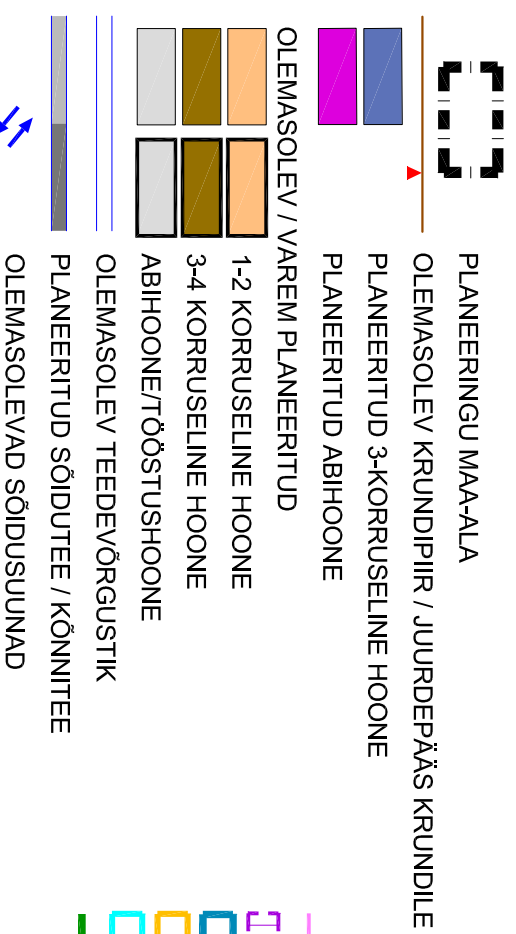 PLANEERINGU MAA-ALA
OLEMASOLEV KRUNDIPIIR / JUURDEPÄÄS KRUNDILE
PLANEERITUD 3-KORRUSELINE HOONE
PLANEERITUD ABIHOONE
OLEMASOLEV / VAREM PLANEERITUD
1-2 KORRUSELINE HOONE
3-4 KORRUSELINE HOONE
ABIHOONE/TÖÖSTUSHOONE
OLEMASOLEV TEEDEVÕRGUSTIK
PLANEERITUD SÕIDUTEE / KÕNNITEE
OLEMASOLEVAD SÕIDUSUUNAD